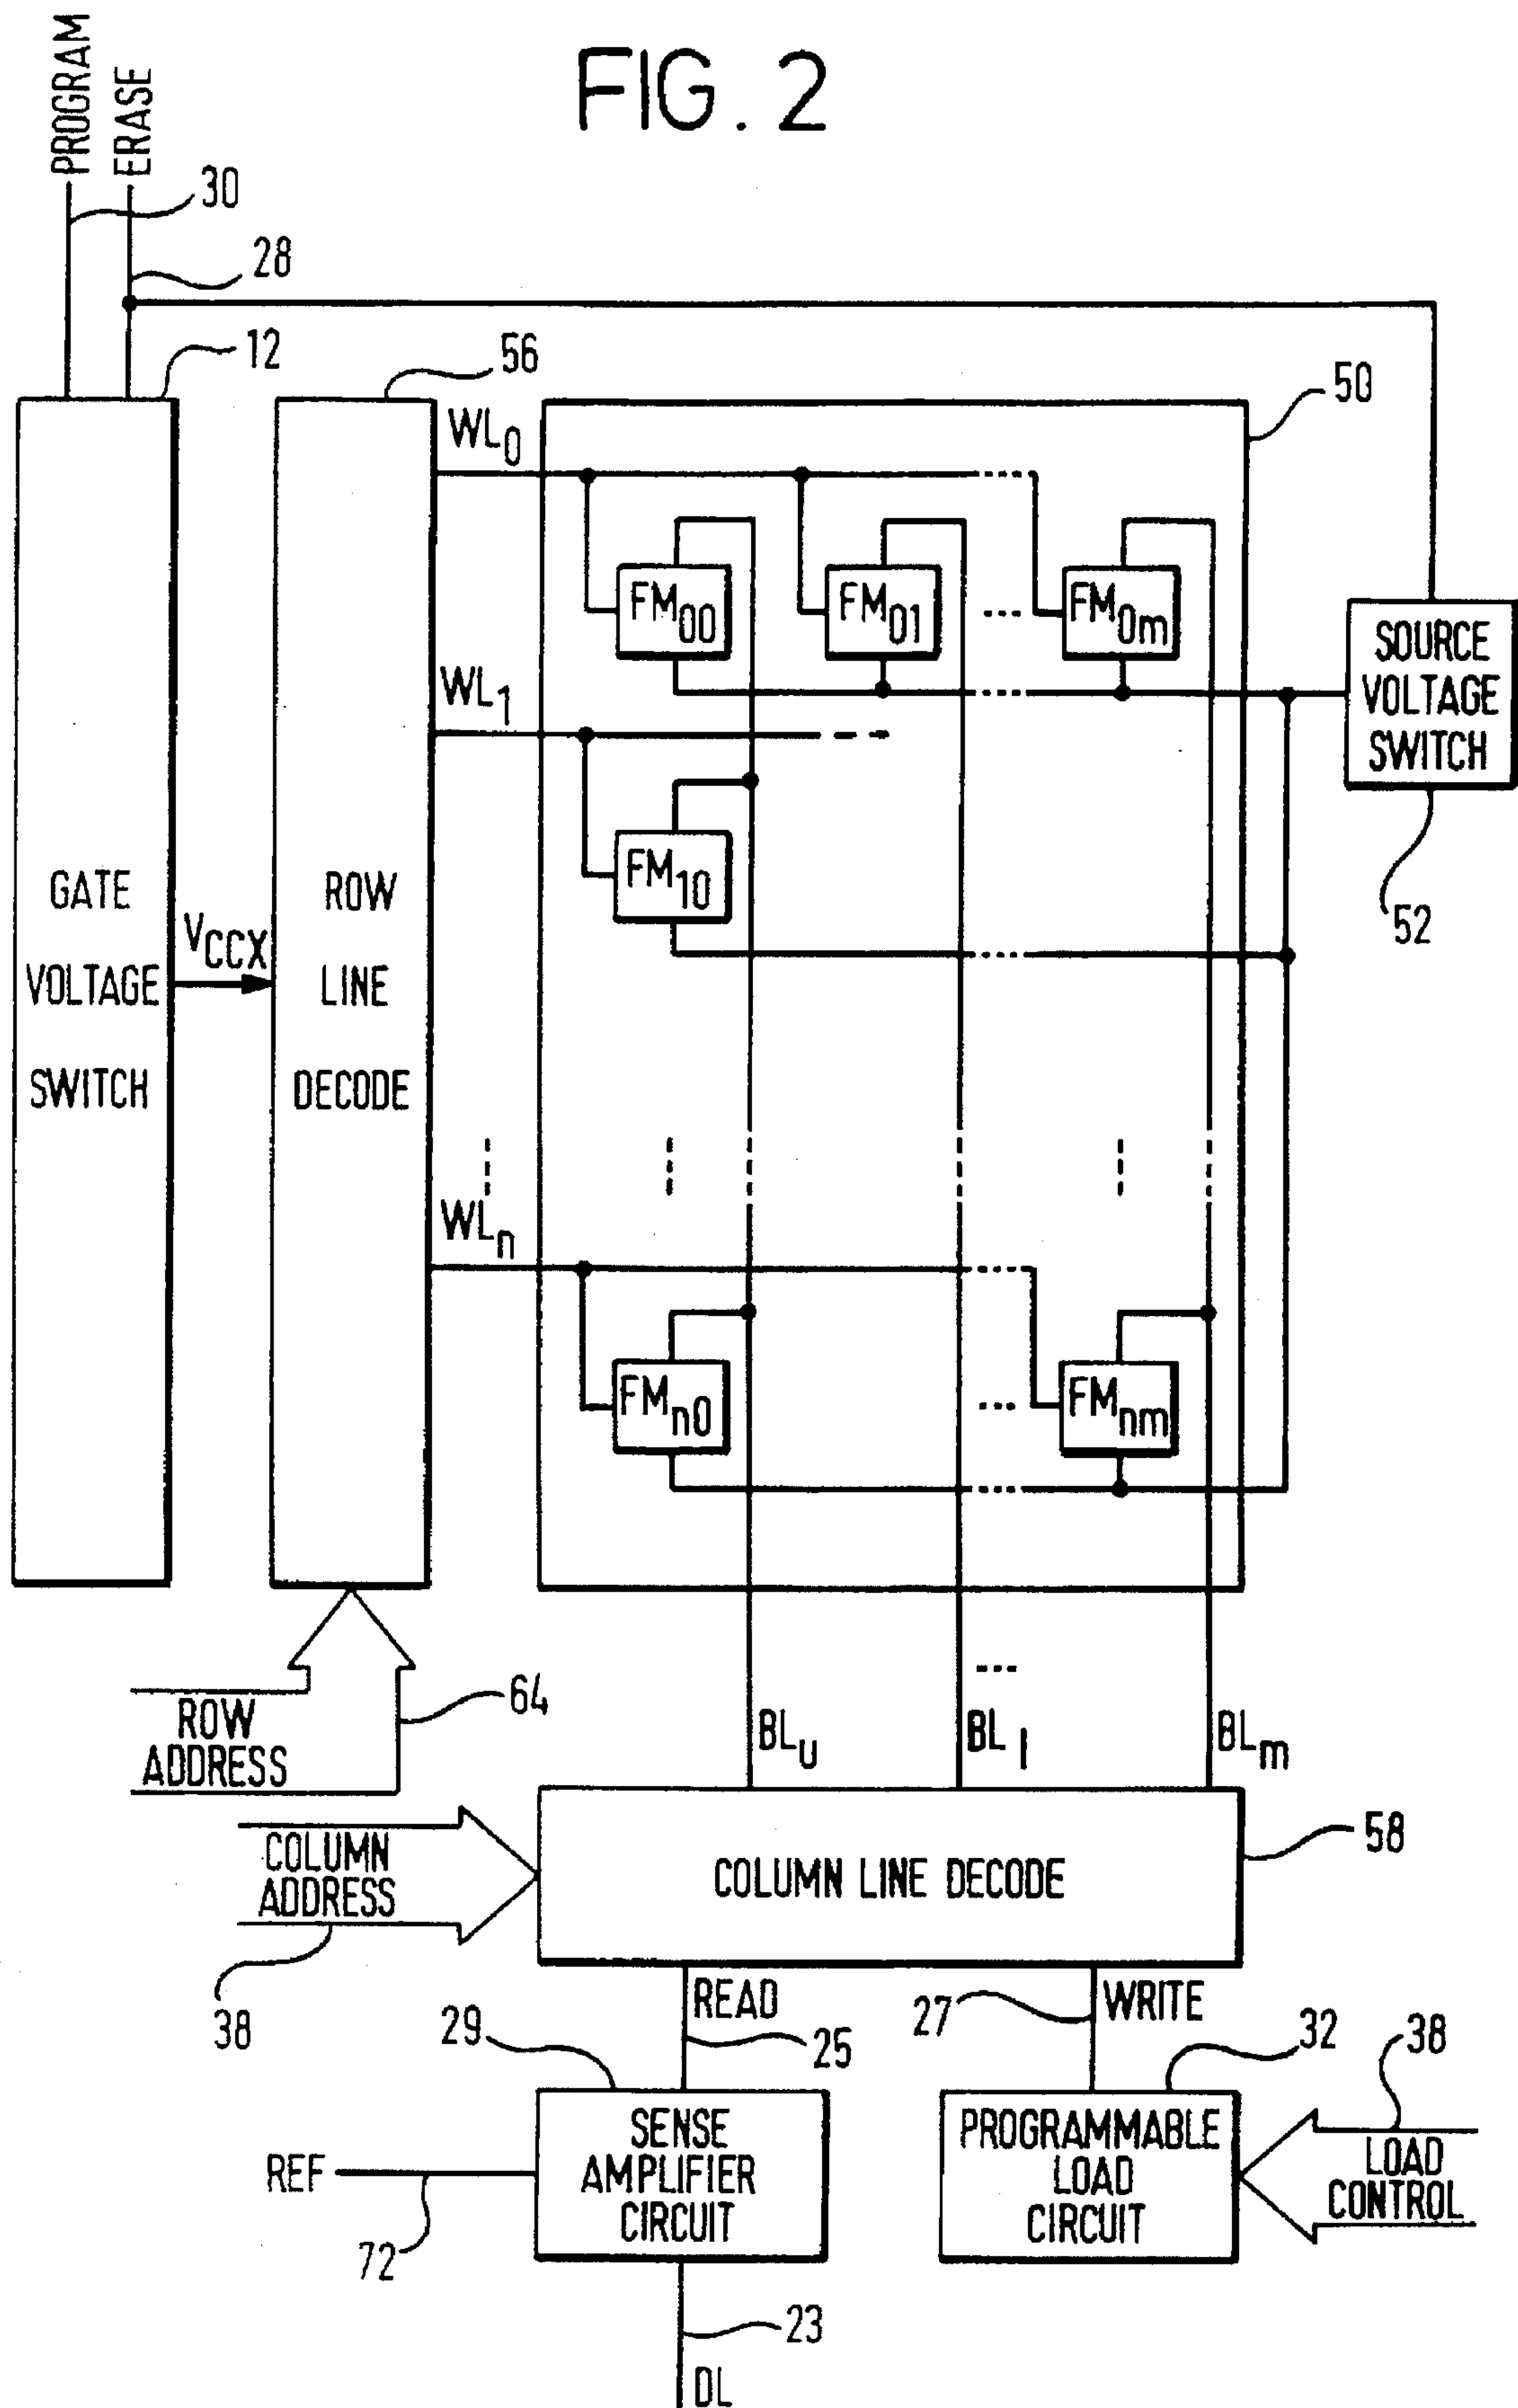 FIG. 2
PROGRAM
ERASE
30
28
12
56
50
WL0
FM00
FM01
...
FM0m
SOURCE
VOLTAGE
SWITCH
52
WL1
FM10
GATE
VOLTAGE
SWITCH
VCCX
ROW
LINE
DECODE
WLn
FMn0
...
FMnm
ROW
ADDRESS
64
...
BLU
BL1
BLm
COLUMN
ADDRESS
38
COLUMN LINE DECODE
58
READ
25
27
WRITE
29
32
38
SENSE
AMPLIFIER
CIRCUIT
REF
72
PROGRAMMABLE
LOAD
CIRCUIT
LOAD
CONTROL
23
DL